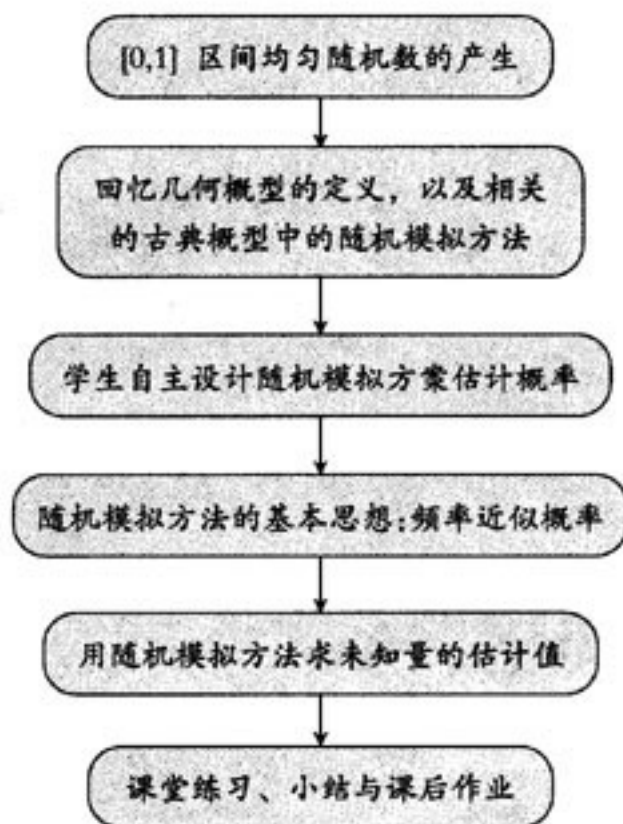 [0,1] 区间均匀随机数的产生
回忆几何概型的定义，以及相关
的古典概型中的随机模拟方法
学生自主设计随机模拟方案估计概率
随机模拟方法的基本思想：频率近似概率
用随机模拟方法求未知量的估计值
课堂练习、小结与课后作业